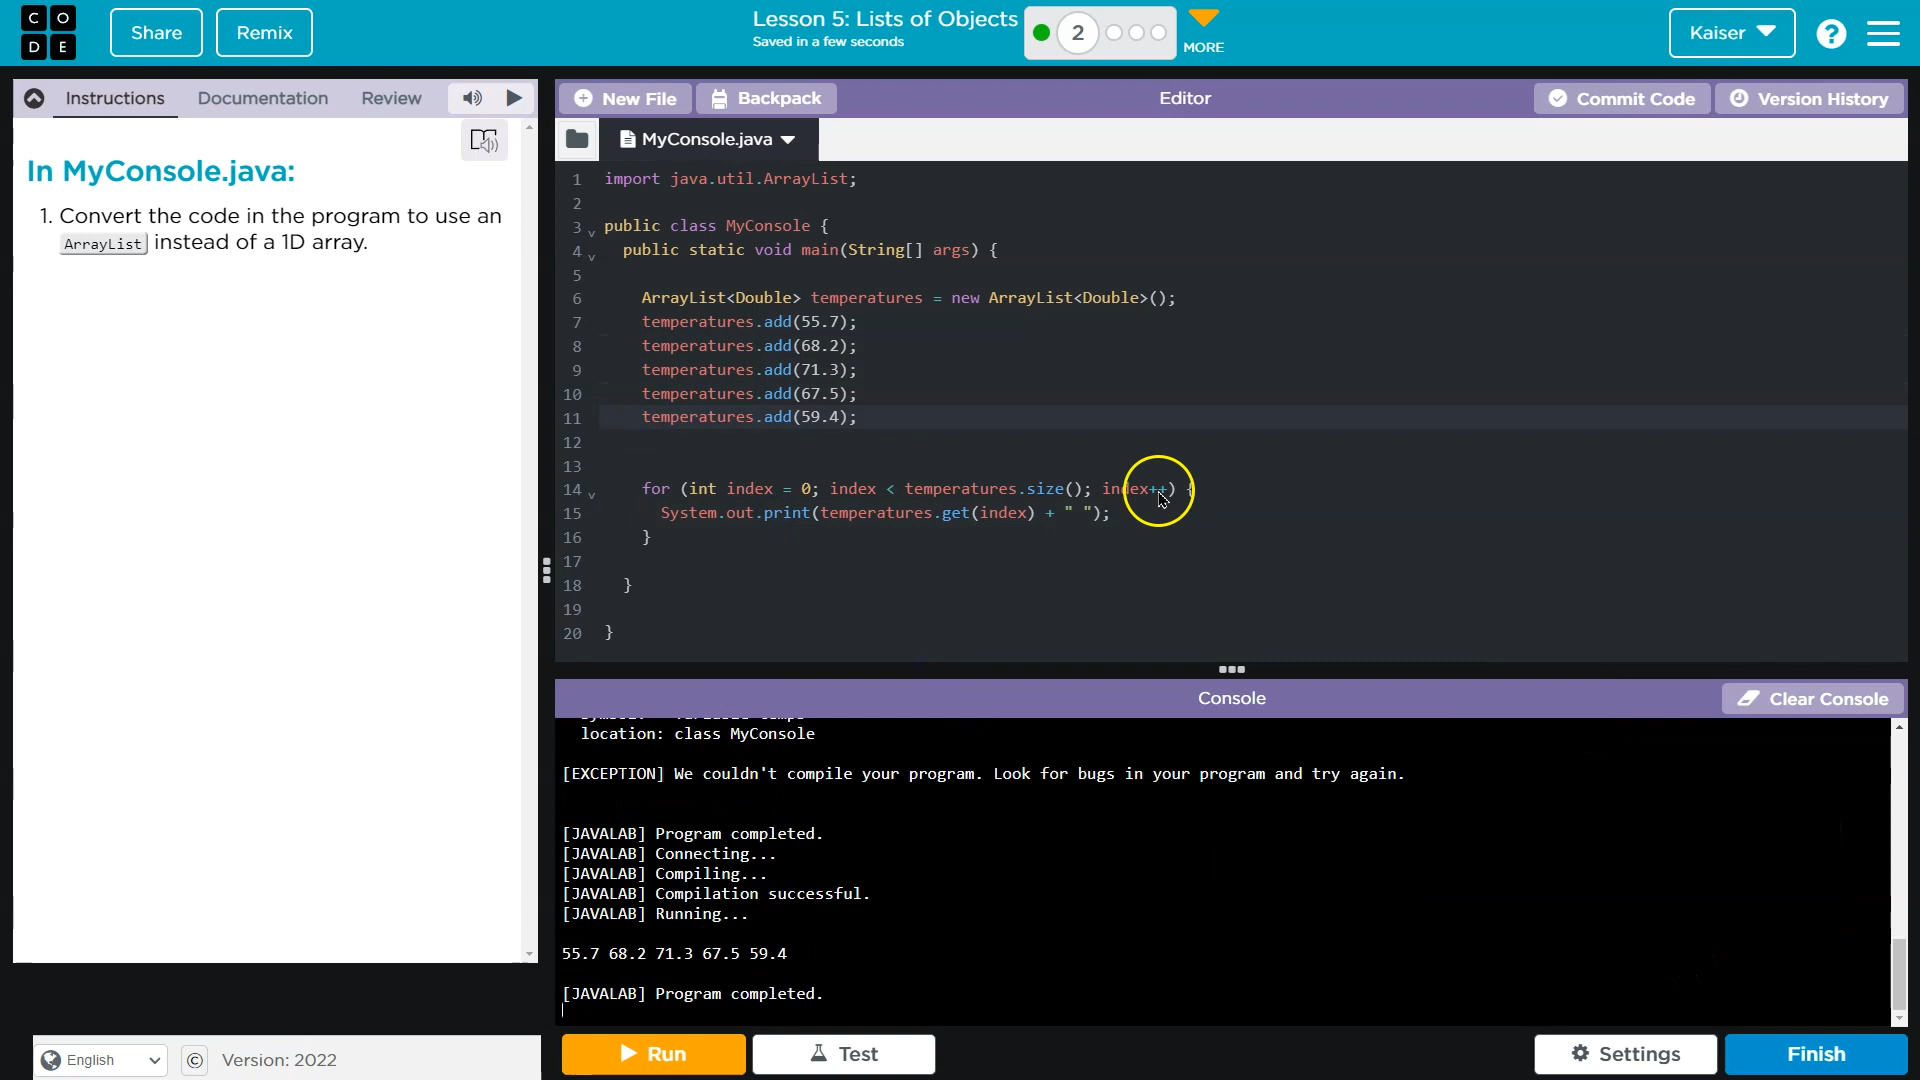 C O
D E
Share
Remix
Lesson 5: Lists of Objects
Saved in a few seconds
2
MORE
Kaiser
?
Instructions
Documentation
Review
In MyConsole.java:
1. Convert the code in the program to use an
ArrayList instead of a 1D array.
New File
Backpack
Editor
Commit Code
Version History
MyConsole.java
1 import java.util.ArrayList;
2
3 public class MyConsole {
4 public static void main(String[] args) {
5
6 ArrayList<Double> temperatures = new ArrayList<Double>();
7 temperatures.add(55.7);
8 temperatures.add(68.2);
9 temperatures.add(71.3);
10 temperatures.add(67.5);
11 temperatures.add(59.4);
12
13
14 for (int index = 0; index < temperatures.size(); index++) {
15 System.out.print(temperatures.get(index) + " ");
16 }
17
18 }
19
20 }
Console
Clear Console
location: class MyConsole
[EXCEPTION] We couldn't compile your program. Look for bugs in your program and try again.
[JAVALAB] Program completed.
[JAVALAB] Connecting...
[JAVALAB] Compiling...
[JAVALAB] Compilation successful.
[JAVALAB] Running...
55.7 68.2 71.3 67.5 59.4
[JAVALAB] Program completed.
English
©
Version: 2022
Run
Test
Settings
Finish